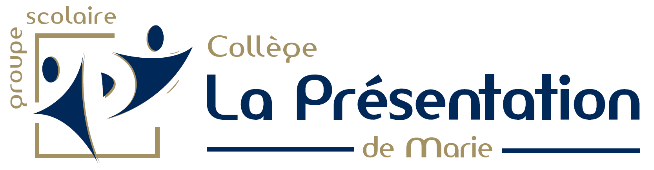 groupe scolaire
Collège
La Présentation
de Marie